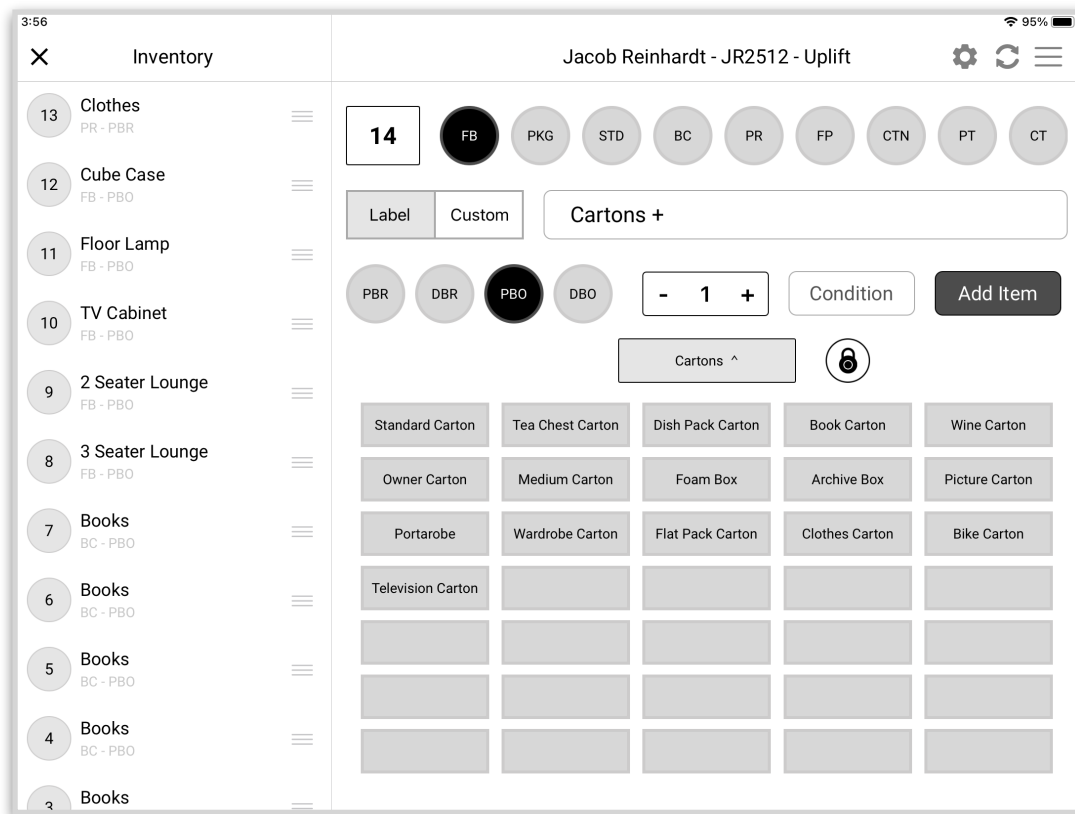 3:56
95%
Inventory
Jacob Reinhardt - JR2512 - Uplift
13
Clothes
PR - PBR
12
Cube Case
FB - PBO
11
Floor Lamp
FB - PBO
10
TV Cabinet
FB - PBO
9
2 Seater Lounge
FB - PBO
8
3 Seater Lounge
FB - PBO
7
Books
BC - PBO
6
Books
BC - PBO
5
Books
BC - PBO
4
Books
BC - PBO
3
Books
14
FB PKG STD BC PR FP CTN PT CT
Label Custom Cartons +
PBR DBR PBO DBO - 1 + Condition Add Item
Cartons ^
Standard Carton Tea Chest Carton Dish Pack Carton Book Carton Wine Carton
Owner Carton Medium Carton Foam Box Archive Box Picture Carton
Portarobe Wardrobe Carton Flat Pack Carton Clothes Carton Bike Carton
Television Carton